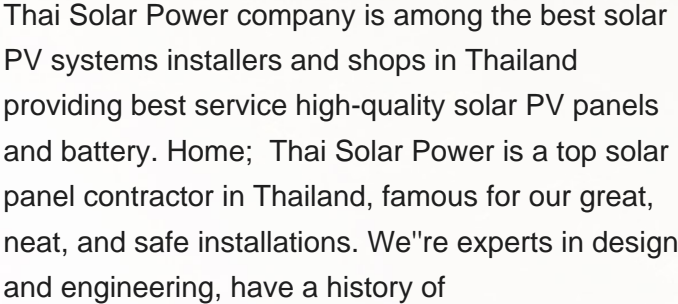 Thai Solar Power company is among the best solar
PV systems installers and shops in Thailand
providing best service high-quality solar PV panels
and battery. Home;  Thai Solar Power is a top solar
panel contractor in Thailand, famous for our great,
neat, and safe installations. We"re experts in design
and engineering, have a history of